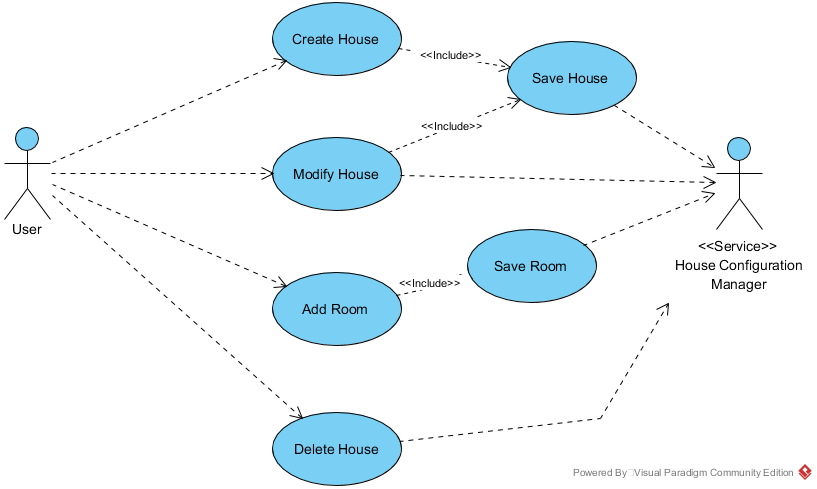 Create House
<<Include>>
Save House
<<Include>>
Modify House
User
<<Service>>
House Configuration
Manager
Save Room
<<Include>>
Add Room
Delete House
Powered By Visual Paradigm Community Edition